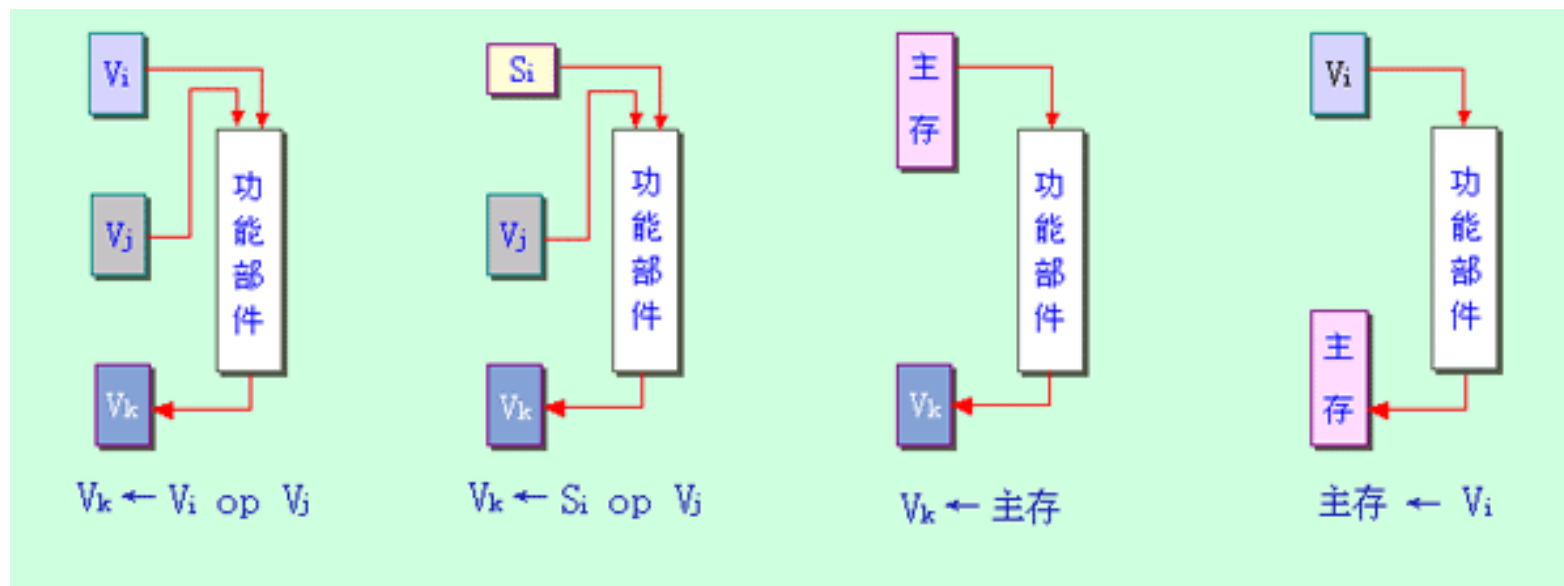 Vi
Vj
功能部件
Vk
Vk ← Vi op Vj
Si
Vj
功能部件
Vk
Vk ← Si op Vj
主存
功能部件
Vk
Vk ← 主存
Vi
功能部件
主存
主存 ← Vi